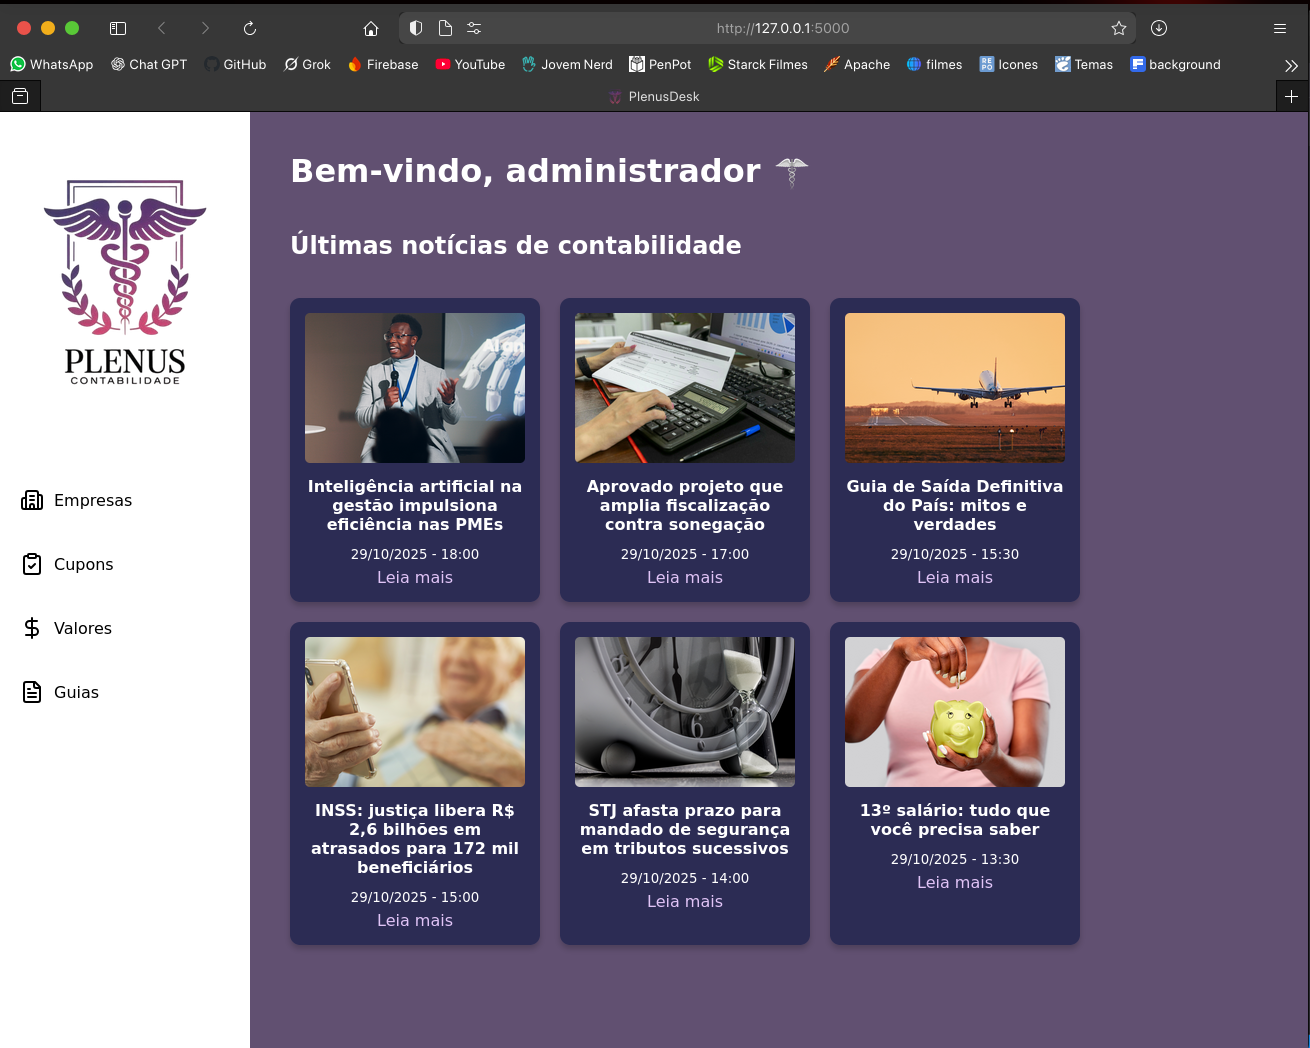 http://127.0.0.1:5000
WhatsApp Chat GPT GitHub Grok Firebase YouTube Jovem Nerd PenPot Starck Filmes Apache filmes Icones Temas background
PlenusDesk
PLENUS
CONTABILIDADE
Empresas
Cupons
Valores
Guias
Bem-vindo, administrador
Últimas notícias de contabilidade
Inteligência artificial na
gestão impulsiona
eficiência nas PMEs
29/10/2025 - 18:00
Leia mais
Aprovado projeto que
amplia fiscalização
contra sonegação
29/10/2025 - 17:00
Leia mais
Guia de Saída Definitiva
do País: mitos e
verdades
29/10/2025 - 15:30
Leia mais
INSS: justiça libera R$
2,6 bilhões em
atrasados para 172 mil
beneficiários
29/10/2025 - 15:00
Leia mais
STJ afasta prazo para
mandado de segurança
em tributos sucessivos
29/10/2025 - 14:00
Leia mais
13º salário: tudo que
você precisa saber
29/10/2025 - 13:30
Leia mais